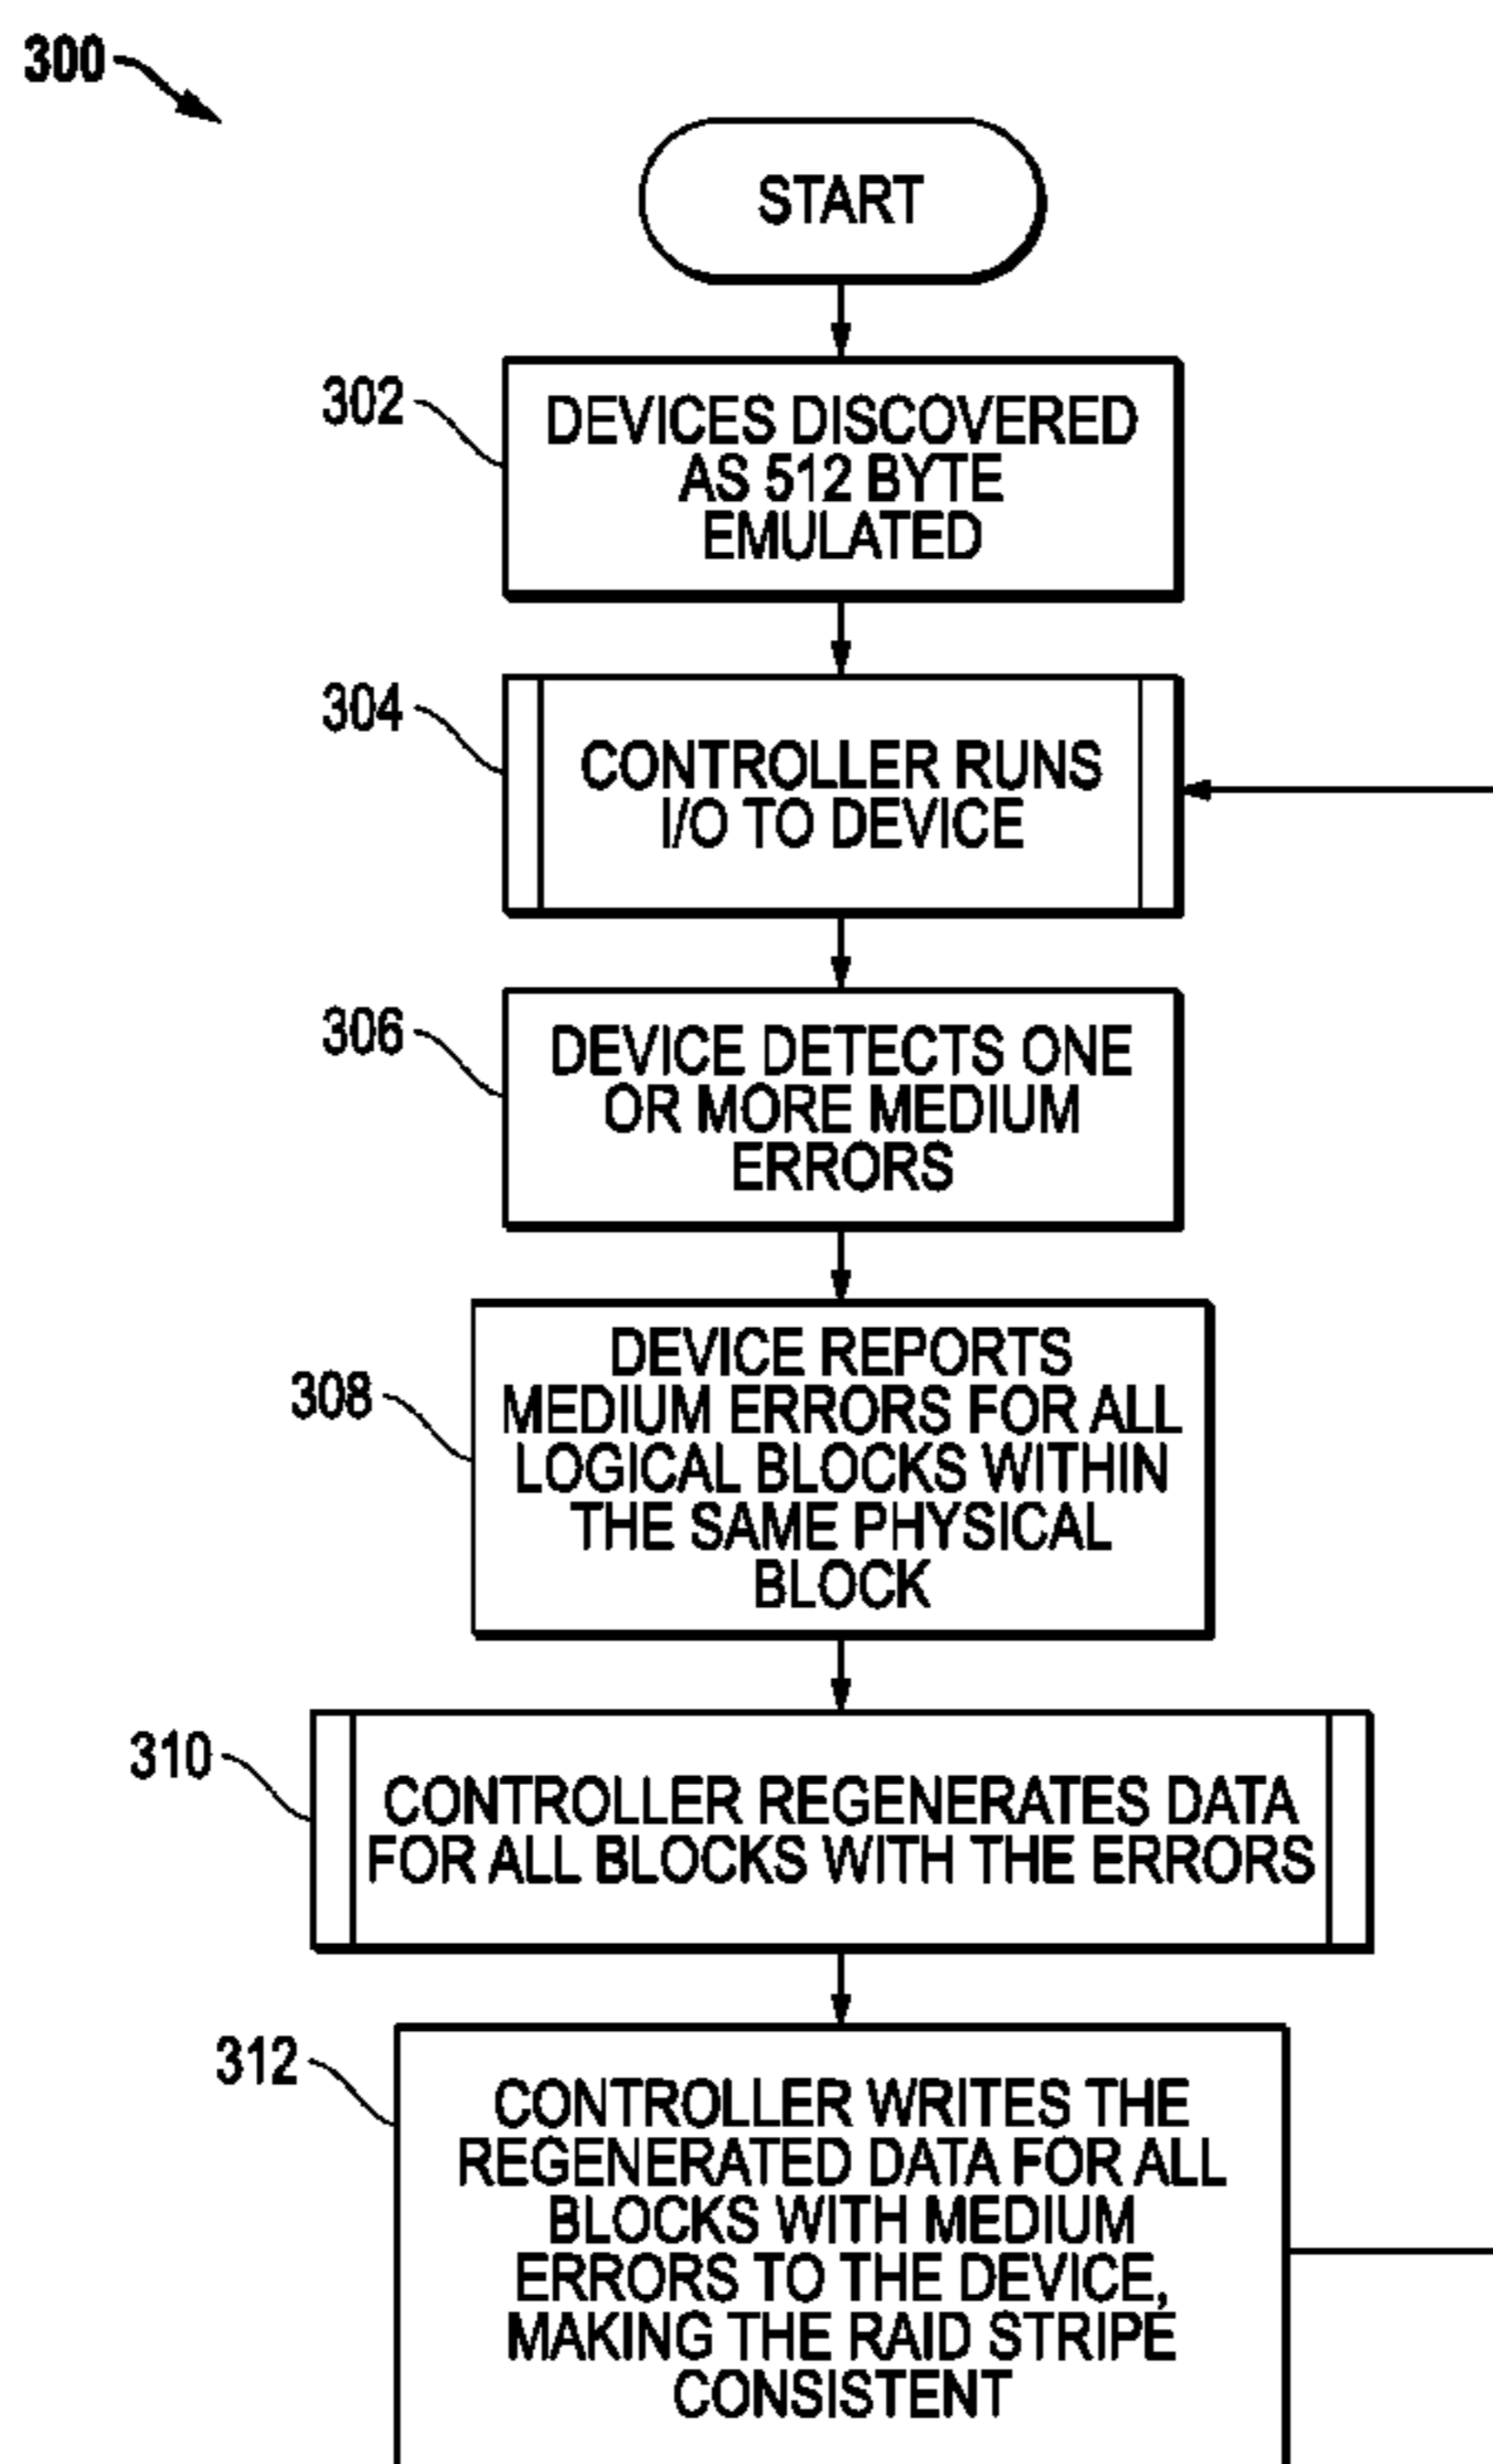 300
START
302
DEVICES DISCOVERED
AS 512 BYTE
EMULATED
304
CONTROLLER RUNS
I/O TO DEVICE
306
DEVICE DETECTS ONE
OR MORE MEDIUM
ERRORS
308
DEVICE REPORTS
MEDIUM ERRORS FOR ALL
LOGICAL BLOCKS WITHIN
THE SAME PHYSICAL
BLOCK
310
CONTROLLER REGENERATES DATA
FOR ALL BLOCKS WITH THE ERRORS
312
CONTROLLER WRITES THE
REGENERATED DATA FOR ALL
BLOCKS WITH MEDIUM
ERRORS TO THE DEVICE,
MAKING THE RAID STRIPE
CONSISTENT